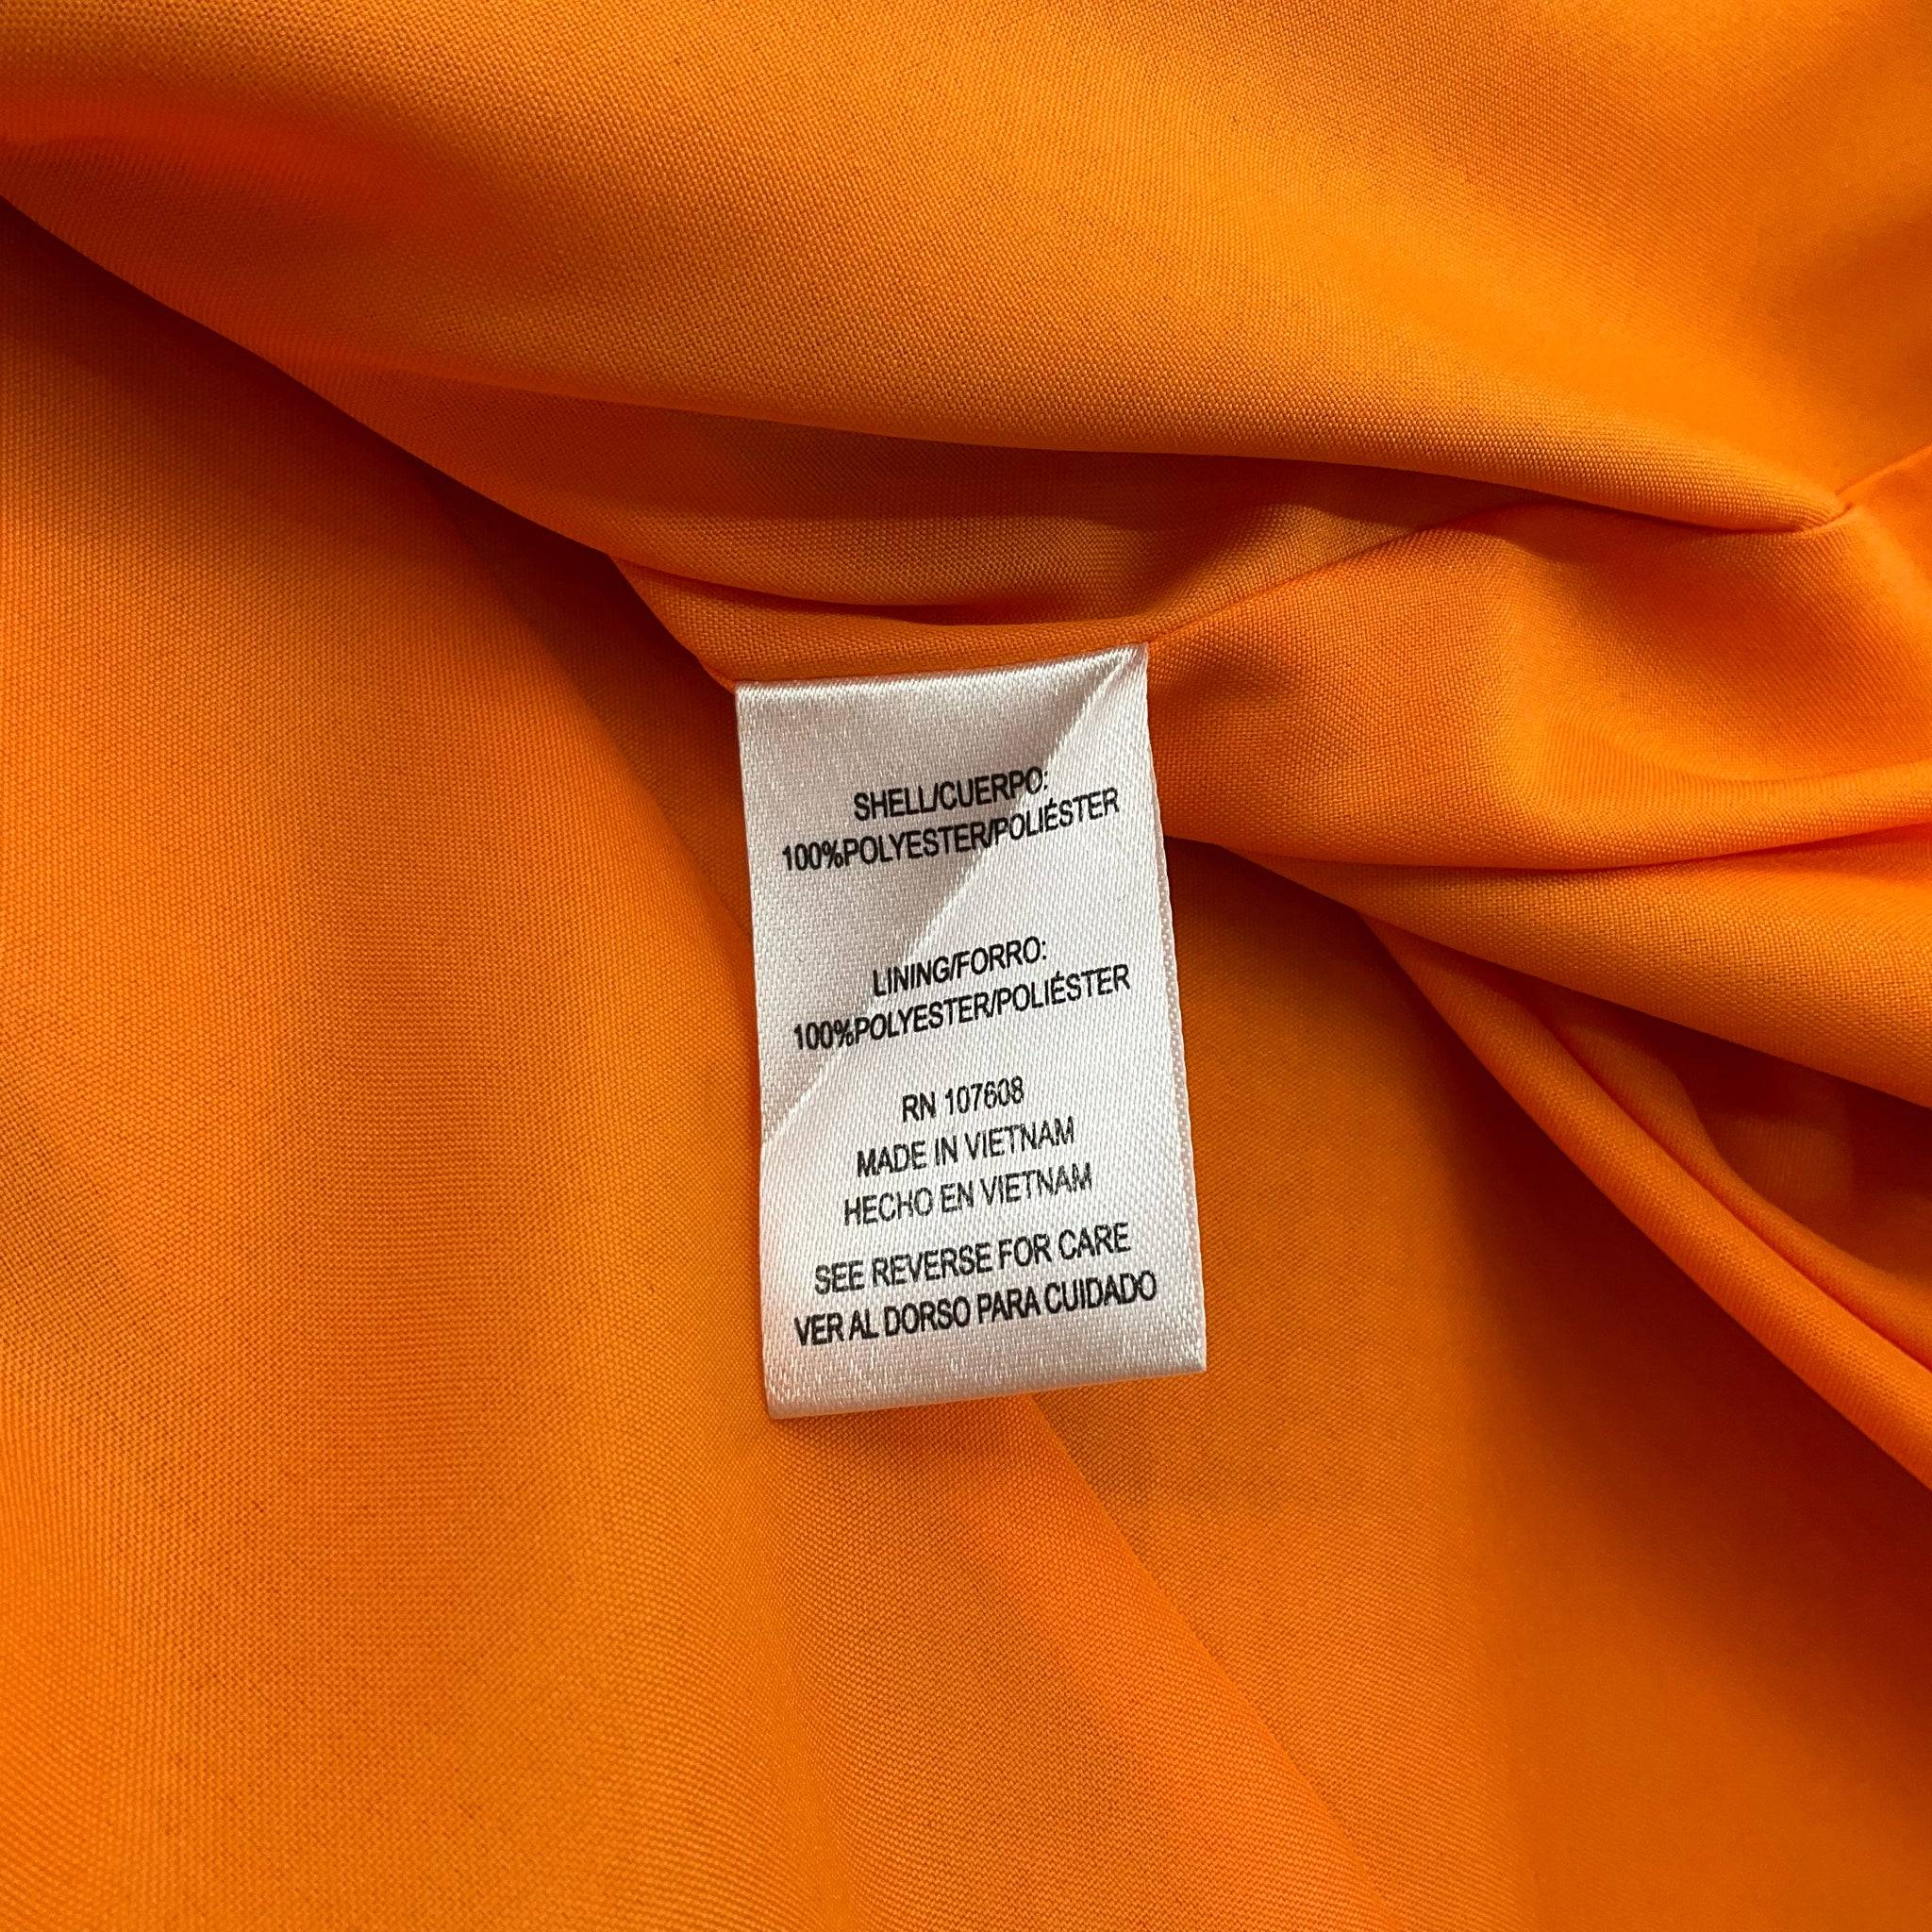 SHELL/CUERPO:
100%POLYESTER/POLIÉSTER
LINING/FORRO:
100%POLYESTER/POLIÉSTER
RN 107608
MADE IN VIETNAM
HECHO EN VIETNAM
SEE REVERSE FOR CARE
VER AL DORSO PARA CUIDADO